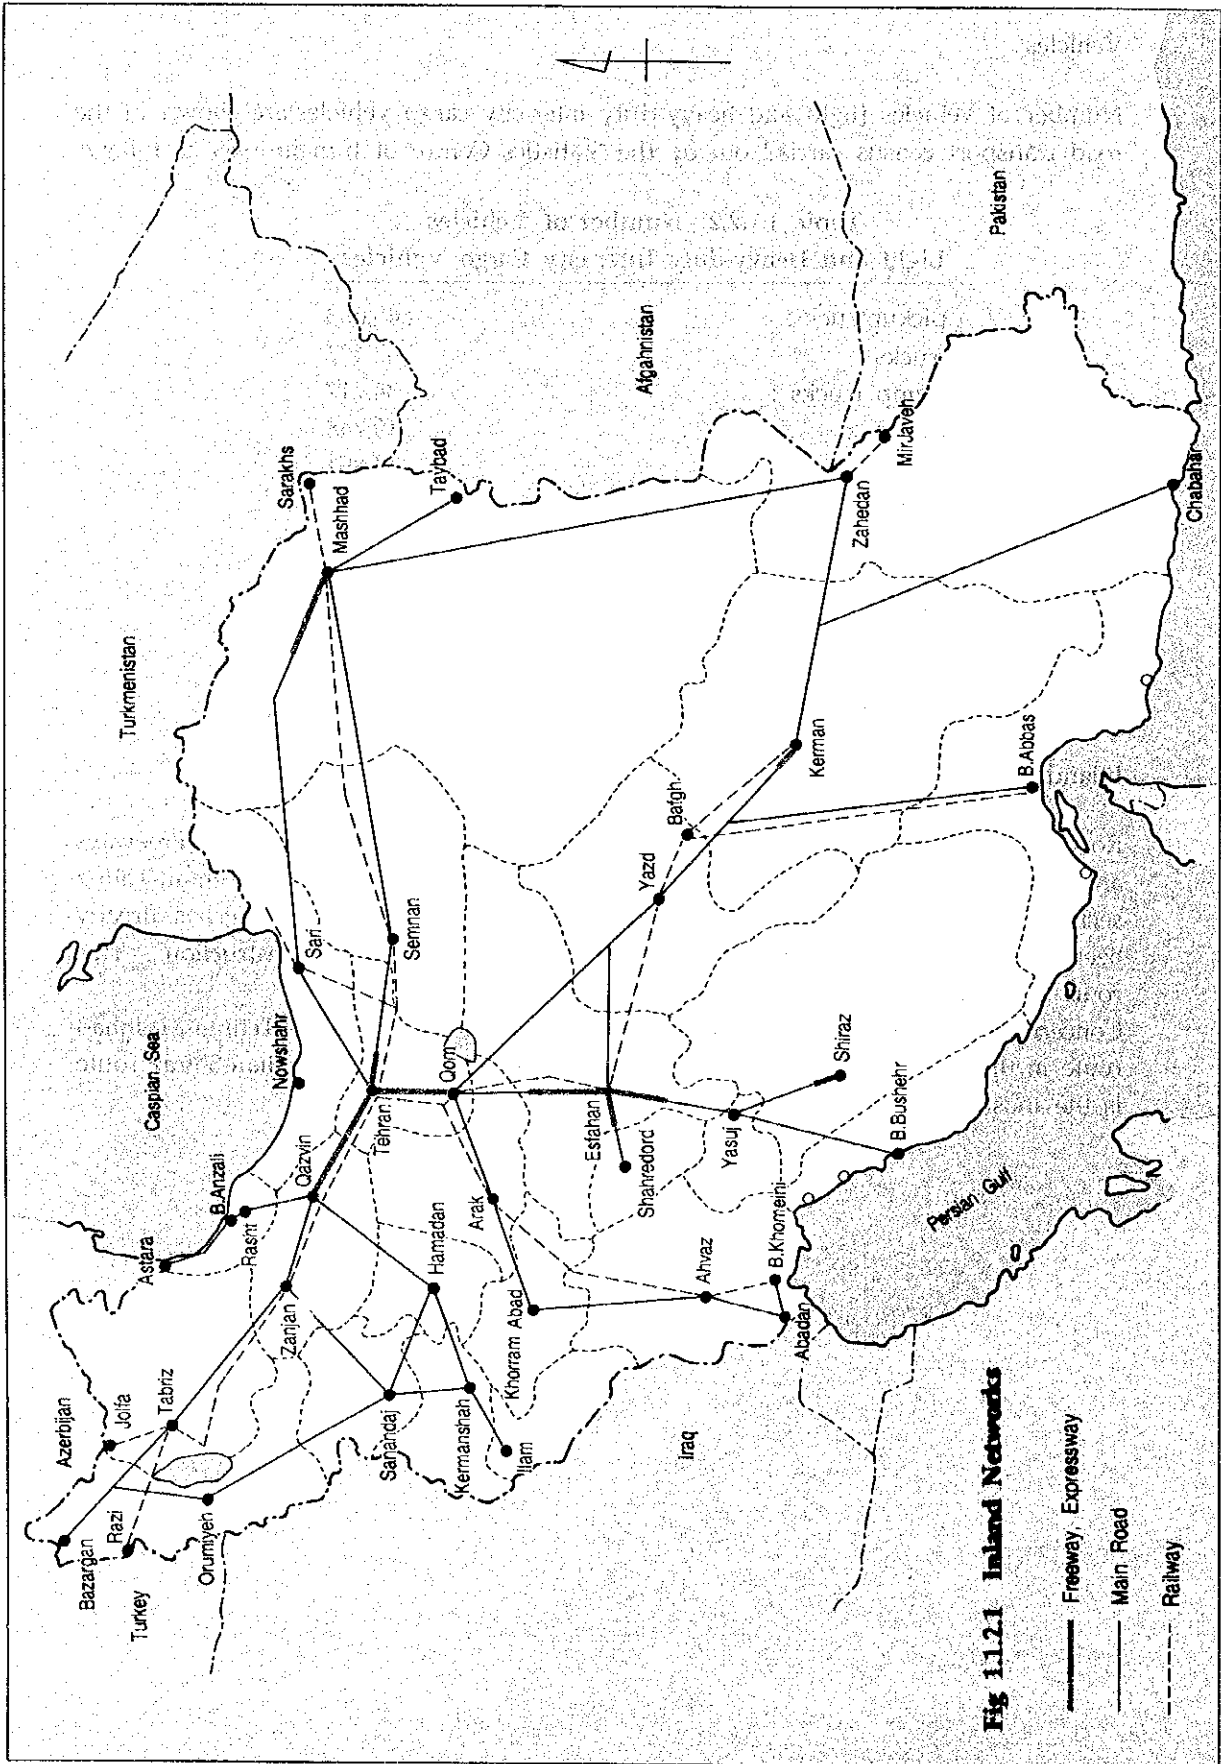 Turkmenistan
Caspian Sea
Azerbijan
Turkey
Iraq
Afgahnistan
Pakistan
Persian Gulf
Bazargan
Razi
Jolfa
Tabriz
Orumiyeh
Astara
B.Anzali
Rasht
Zanjan
Qazvin
Nowshahr
Sari
Sarakhs
Mashhad
Taybad
Semnan
Tehran
Qom
Sanandaj
Hamadan
Kermanshah
Ilam
Arak
Khorram Abad
Esfahan
Shahredord
Yazd
Bafgh
Kerman
Zahedan
MirJaveh
Ahvaz
Yasuj
Shiraz
B.Khomeini
Abadan
B.Bushehr
B.Abbas
Chabahar
Fig 1.1.2.1 Inland Networks
Freeway, Expressway
Main Road
Railway